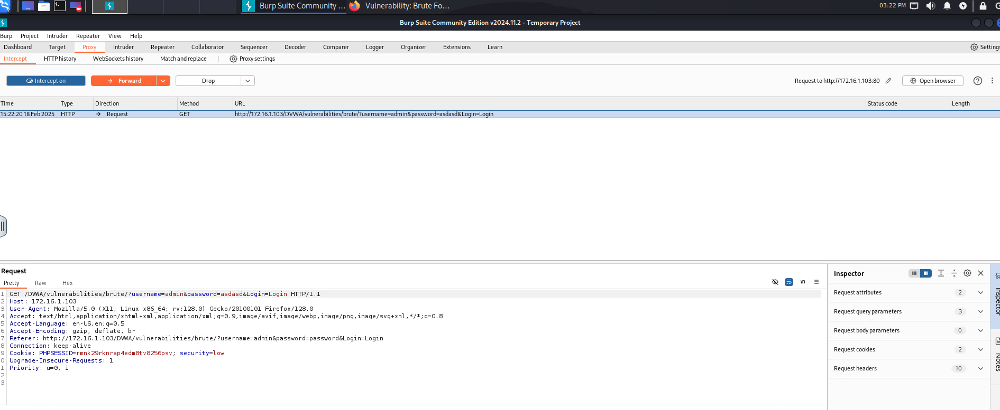 Burp Suite Community ... Vulnerability: Brute Fo... 03:22 PM
Burp Suite Community Edition v2024.11.2 - Temporary Project
Burp Project Intruder Repeater View Help
Dashboard Target Proxy Intruder Repeater Collaborator Sequencer Decoder Comparer Logger Organizer Extensions Learn Settings
Intercept HTTP history WebSockets history Match and replace Proxy settings
Intercept on Forward Drop Request to http://172.16.1.103:80 Open browser
Time Type Direction Method URL Status code Length
15:22:20 18 Feb 2025 HTTP Request GET http://172.16.1.103/DVWA/vulnerabilities/brute/?username=admin&password=asdasd&Login=Login
Request
Pretty Raw Hex \n
1 GET /DVWA/vulnerabilities/brute/?username=admin&password=asdasd&Login=Login HTTP/1.1
2 Host: 172.16.1.103
3 User-Agent: Mozilla/5.0 (X11; Linux x86_64; rv:128.0) Gecko/20100101 Firefox/128.0
4 Accept: text/html,application/xhtml+xml,application/xml;q=0.9,image/avif,image/webp,image/png,image/svg+xml,*/*;q=0.8
5 Accept-Language: en-US,en;q=0.5
6 Accept-Encoding: gzip, deflate, br
7 Referer: http://172.16.1.103/DVWA/vulnerabilities/brute/?username=admin&password=password&Login=Login
8 Connection: keep-alive
9 Cookie: PHPSESSID=rmnk29rknrap4edm8tv8256psv; security=low
0 Upgrade-Insecure-Requests: 1
1 Priority: u=0, i
2
3
Inspector
Request attributes 2
Request query parameters 3
Request body parameters 0
Request cookies 2
Request headers 10
Inspector
Notes